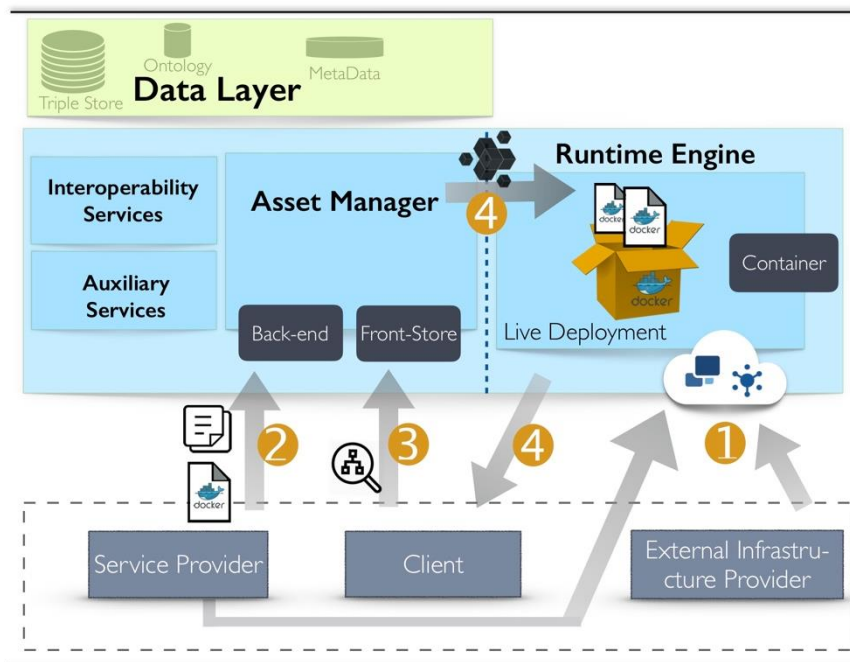 Ontology
MetaData
Triple Store
Data Layer
Interoperability
Services
Auxiliary
Services
Asset Manager
Back-end
Front-Store
4
Runtime Engine
docker
docker
docker
Container
Live Deployment
2
3
4
1
docker
Service Provider
Client
External Infrastru-
cture Provider